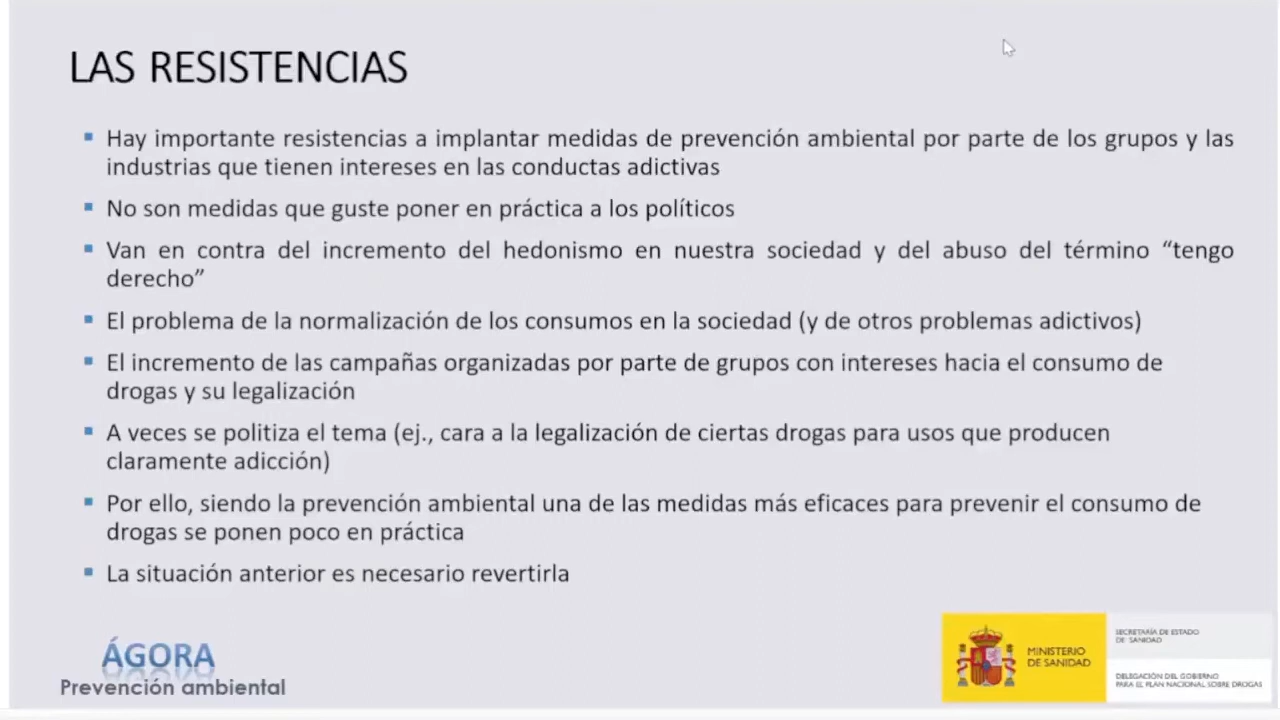 LAS RESISTENCIAS
▪ Hay importante resistencias a implantar medidas de prevención ambiental por parte de los grupos y las
industrias que tienen intereses en las conductas adictivas
▪ No son medidas que guste poner en práctica a los políticos
▪ Van en contra del incremento del hedonismo en nuestra sociedad y del abuso del término “tengo
derecho”
▪ El problema de la normalización de los consumos en la sociedad (y de otros problemas adictivos)
▪ El incremento de las campañas organizadas por parte de grupos con intereses hacia el consumo de
drogas y su legalización
▪ A veces se politiza el tema (ej., cara a la legalización de ciertas drogas para usos que producen
claramente adicción)
▪ Por ello, siendo la prevención ambiental una de las medidas más eficaces para prevenir el consumo de
drogas se ponen poco en práctica
▪ La situación anterior es necesario revertirla
ÁGORA
Prevención ambiental
MINISTERIO
DE SANIDAD
SECRETARÍA DE ESTADO
DE SANIDAD
DELEGACIÓN DEL GOBIERNO
PARA EL PLAN NACIONAL SOBRE DROGAS